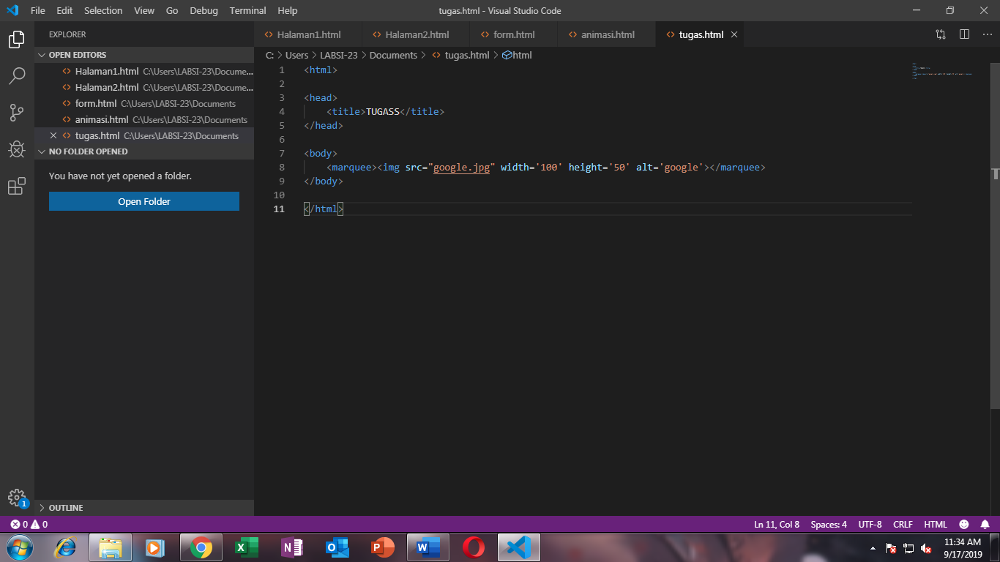 File Edit Selection View Go Debug Terminal Help tugas.html - Visual Studio Code
EXPLORER
OPEN EDITORS
Halaman1.html C:\Users\LABSI-23\Docume...
Halaman2.html C:\Users\LABSI-23\Docume...
form.html C:\Users\LABSI-23\Documents
animasi.html C:\Users\LABSI-23\Documents
tugas.html C:\Users\LABSI-23\Documents
NO FOLDER OPENED
You have not yet opened a folder.
Open Folder
OUTLINE
Halaman1.html Halaman2.html form.html animasi.html tugas.html
C: > Users > LABSI-23 > Documents > tugas.html > html
1 <html>
2
3 <head>
4 <title>TUGASS</title>
5 </head>
6
7 <body>
8 <marquee><img src="google.jpg" width='100' height='50' alt='google'></marquee>
9 </body>
10
11 </html>
1
0 0 Ln 11, Col 8 Spaces: 4 UTF-8 CRLF HTML
11:34 AM
9/17/2019